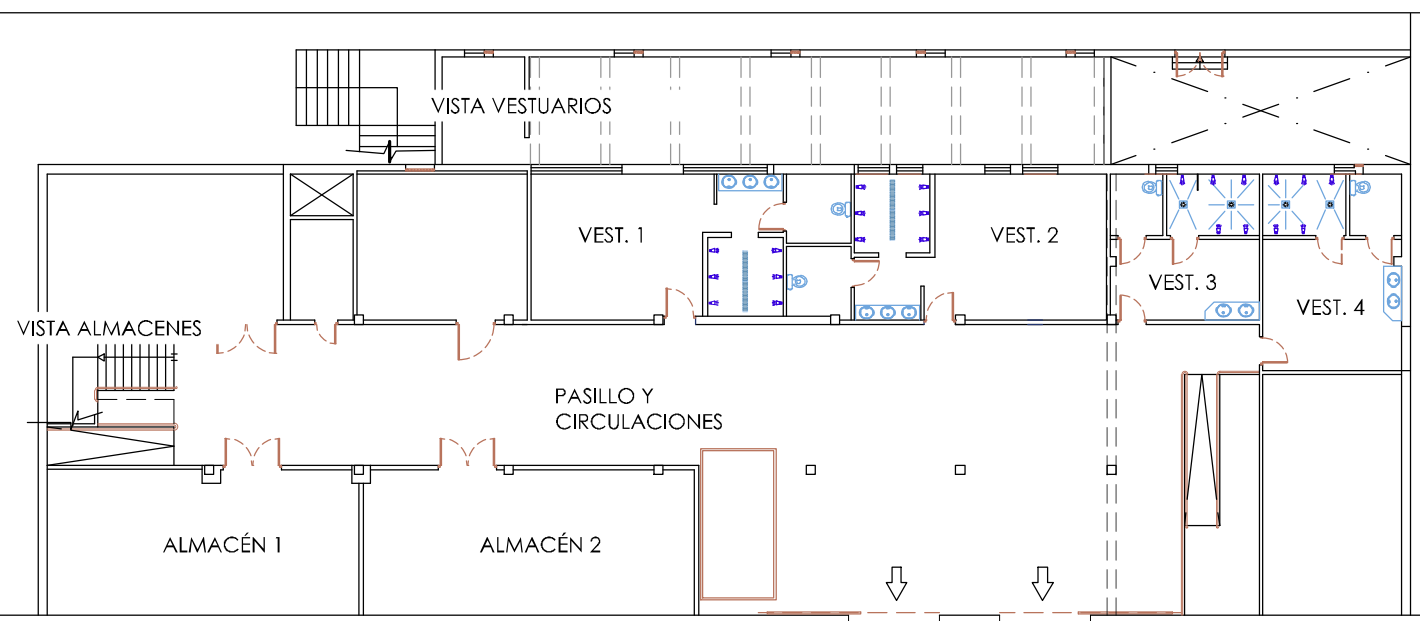 VISTA VESTUARIOS
VEST. 1
VEST. 2
VEST. 3
VEST. 4
VISTA ALMACENES
PASILLO Y
CIRCULACIONES
ALMACÉN 1
ALMACÉN 2